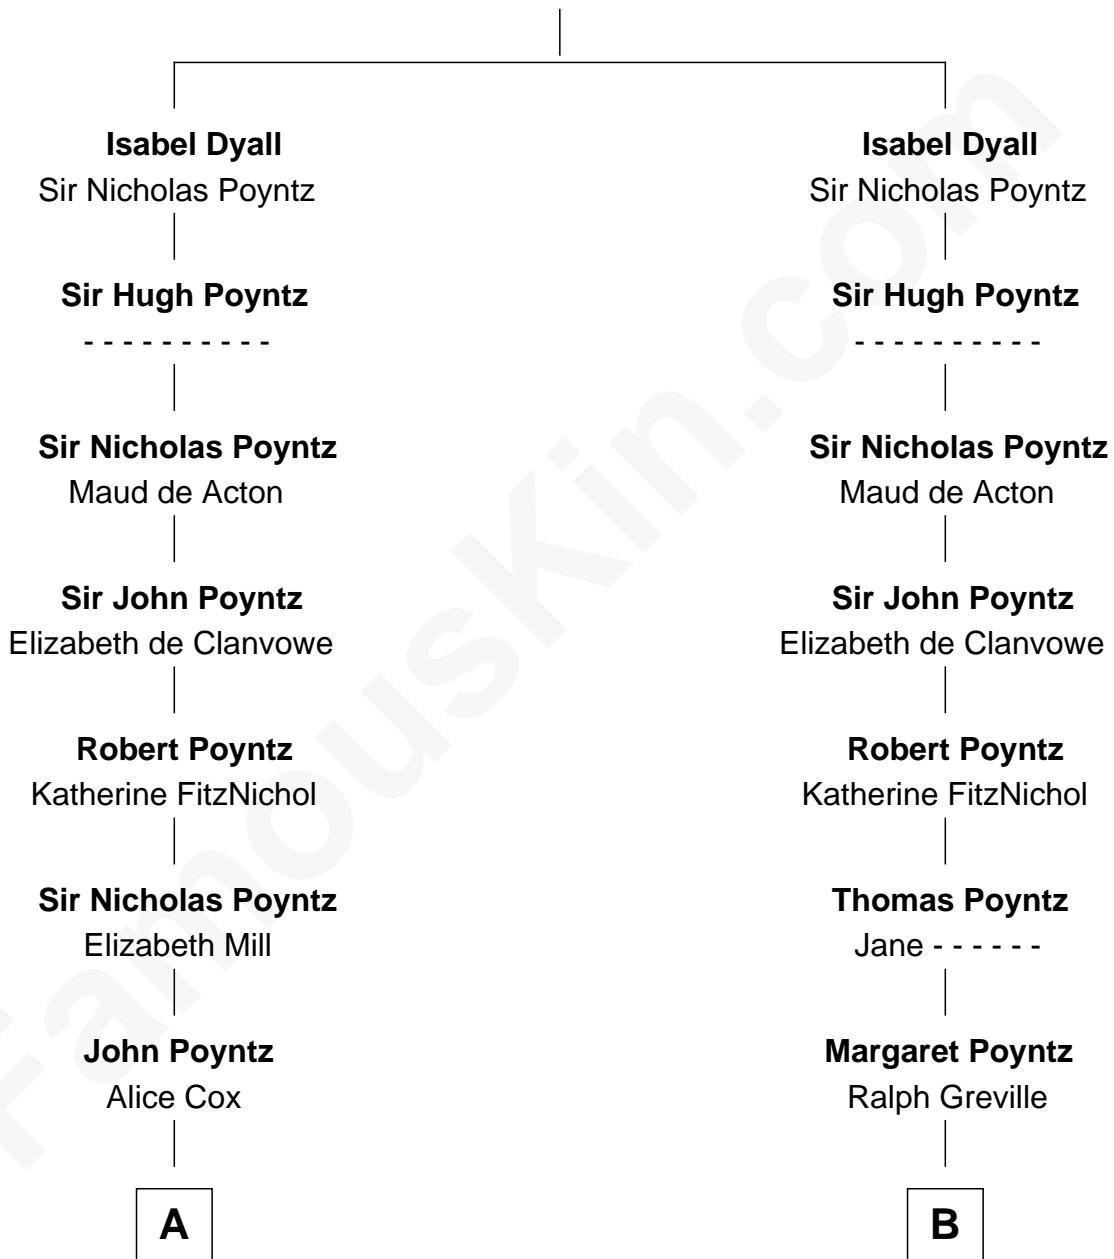 Isabel Dyall
Sir Nicholas Poyntz
Sir Hugh Poyntz
- - - - - - - - - -
Sir Nicholas Poyntz
Maud de Acton
Sir John Poyntz
Elizabeth de Clanvowe
Robert Poyntz
Katherine FitzNichol
Sir Nicholas Poyntz
Elizabeth Mill
John Poyntz
Alice Cox
A
Isabel Dyall
Sir Nicholas Poyntz
Sir Hugh Poyntz
- - - - - - - - - -
Sir Nicholas Poyntz
Maud de Acton
Sir John Poyntz
Elizabeth de Clanvowe
Robert Poyntz
Katherine FitzNichol
Thomas Poyntz
Jane - - - - - -
Margaret Poyntz
Ralph Greville
B
FamousKin.com